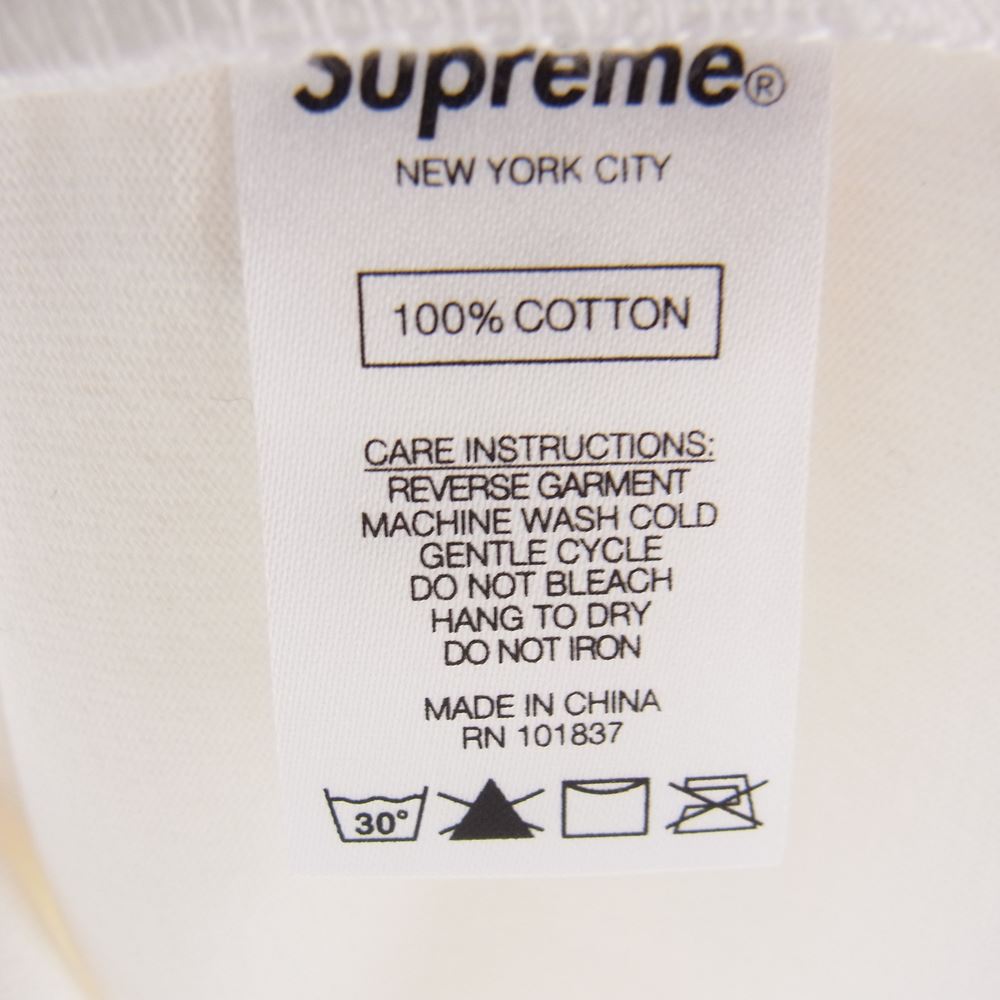 Supreme®
NEW YORK CITY
100% COTTON
CARE INSTRUCTIONS:
REVERSE GARMENT
MACHINE WASH COLD
GENTLE CYCLE
DO NOT BLEACH
HANG TO DRY
DO NOT IRON
MADE IN CHINA
RN 101837
30°